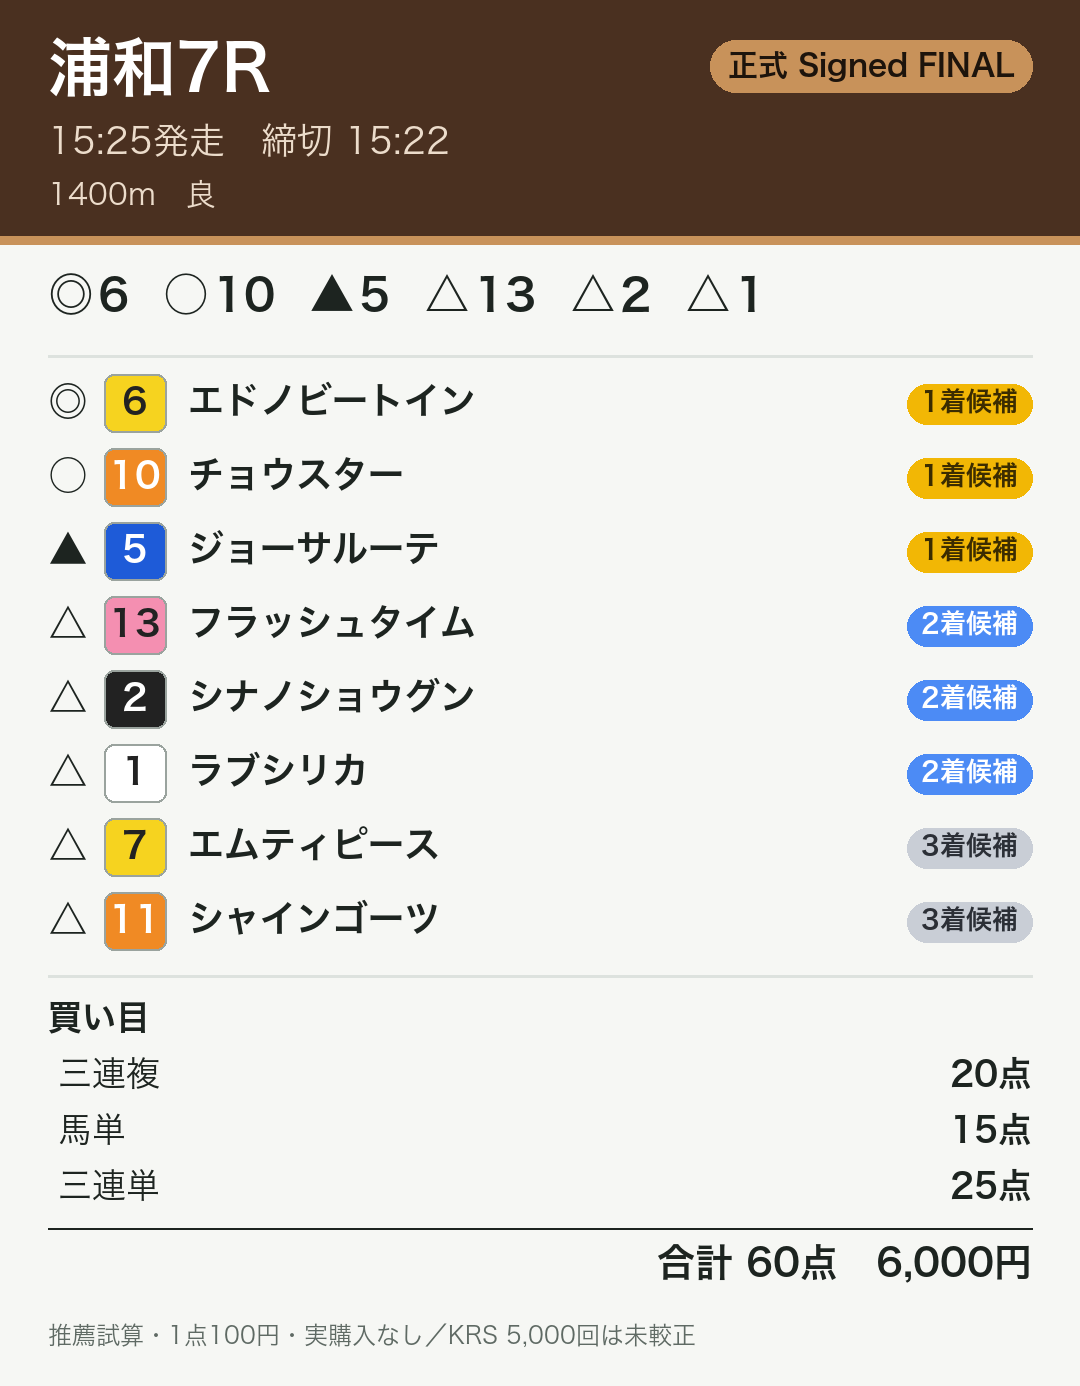 浦和7R
正式 Signed FINAL
15:25発走　締切 15:22
1400m　良
◎6 ○10 ▲5 △13 △2 △1
◎ 6 エドノビートイン 1着候補
○ 10 チョウスター 1着候補
▲ 5 ジョーサルーテ 1着候補
△ 13 フラッシュタイム 2着候補
△ 2 シナノショウグン 2着候補
△ 1 ラブシリカ 2着候補
△ 7 エムティピース 3着候補
△ 11 シャインゴーツ 3着候補
買い目
三連複 20点
馬単 15点
三連単 25点
合計 60点　6,000円
推薦試算・1点100円・実購入なし／KRS 5,000回は未較正